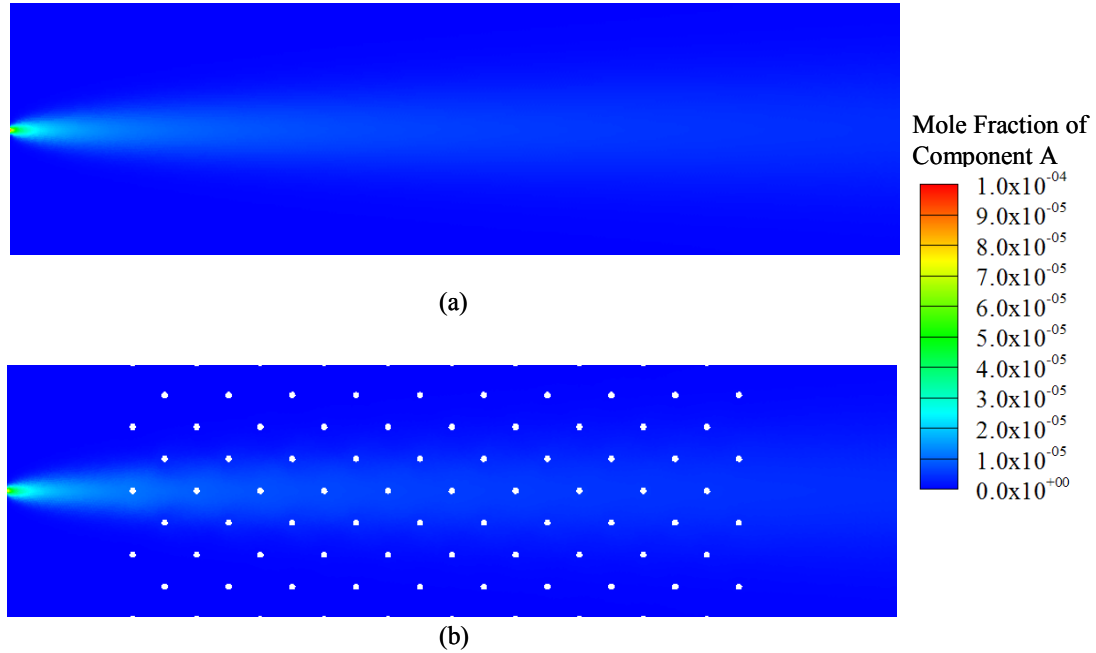 Mole Fraction of
Component A
1.0x10⁻⁰⁴
9.0x10⁻⁰⁵
8.0x10⁻⁰⁵
7.0x10⁻⁰⁵
6.0x10⁻⁰⁵
5.0x10⁻⁰⁵
4.0x10⁻⁰⁵
3.0x10⁻⁰⁵
2.0x10⁻⁰⁵
1.0x10⁻⁰⁵
0.0x10⁺⁰⁰
(a)
(b)